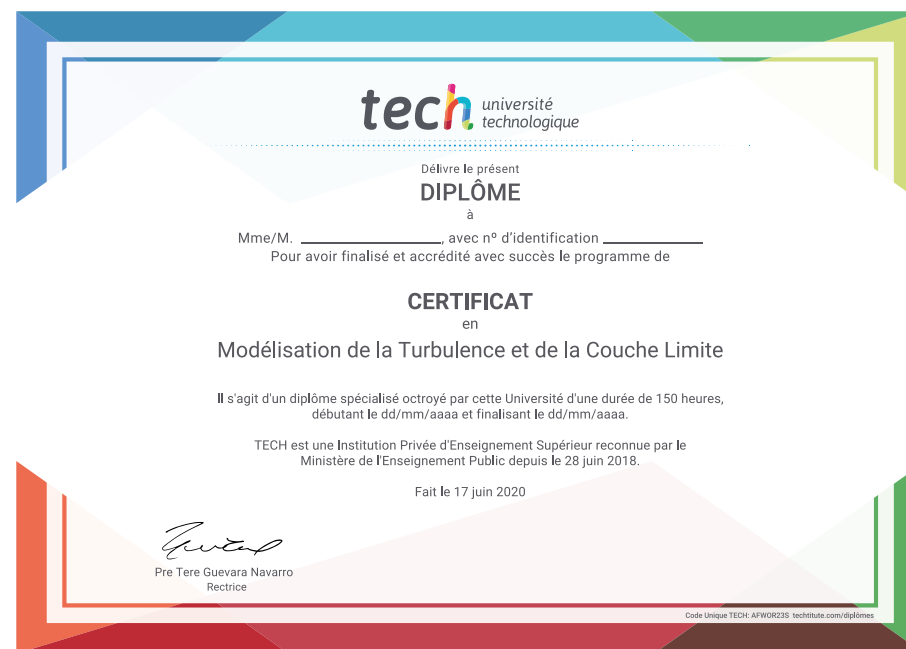 tech université
technologique
Délivre le présent
DIPLÔME
à
Mme/M. ____________________, avec nº d'identification ______________
Pour avoir finalisé et accrédité avec succès le programme de
CERTIFICAT
en
Modélisation de la Turbulence et de la Couche Limite
Il s'agit d'un diplôme spécialisé octroyé par cette Université d'une durée de 150 heures,
débutant le dd/mm/aaaa et finalisant le dd/mm/aaaa.
TECH est une Institution Privée d'Enseignement Supérieur reconnue par le
Ministère de l'Enseignement Public depuis le 28 juin 2018.
Fait le 17 juin 2020
Pre Tere Guevara Navarro
Rectrice
Code Unique TECH: AFWOR23S techtitute.com/diplômes